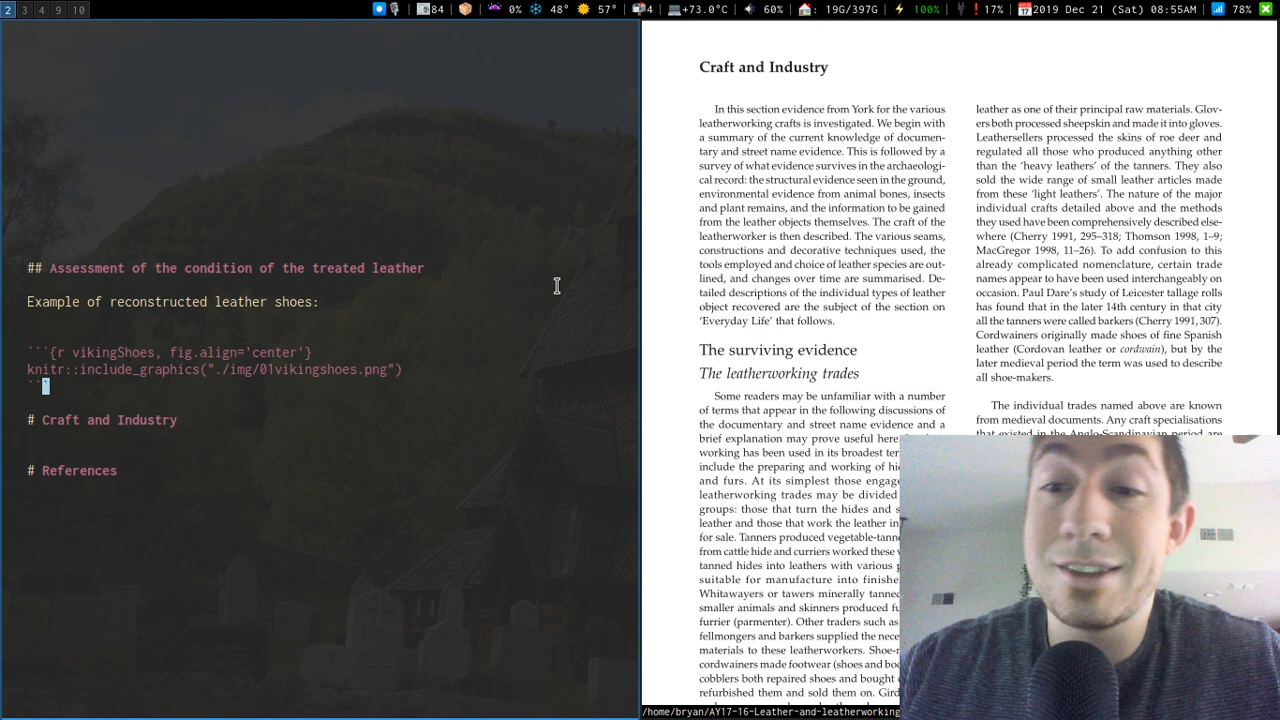 2 3 4 9 10 84 0% 48° 57° 4 +73.0°C 60% : 19G/397G 100% 17% 2019 Dec 21 (Sat) 08:55AM 78%
## Assessment of the condition of the treated leather
Example of reconstructed leather shoes:
```{r vikingShoes, fig.align='center'}
knitr::include_graphics("./img/01vikingshoes.png")
```
# Craft and Industry
# References
Craft and Industry
In this section evidence from York for the various
leatherworking crafts is investigated. We begin with
a summary of the current knowledge of documen-
tary and street name evidence. This is followed by a
survey of what evidence survives in the archaeologi-
cal record: the structural evidence seen in the ground,
environmental evidence from animal bones, insects
and plant remains, and the information to be gained
from the leather objects themselves. The craft of the
leatherworker is then described. The various seams,
constructions and decorative techniques used, the
tools employed and choice of leather species are out-
lined, and changes over time are summarised. De-
tailed descriptions of the individual types of leather
object recovered are the subject of the section on
'Everyday Life' that follows.
The surviving evidence
The leatherworking trades
Some readers may be unfamiliar with a number
of terms that appear in the following discussions of
the documentary and street name evidence and a
brief explanation may prove useful here.
working has been used in its broadest
include the preparing and working of
and furs. At its simplest those
leatherworking trades may be divided
groups: those that turn the hides and
leather and those that work the leather
for sale. Tanners produced
from cattle hide and curriers worked these
tanned hides into leathers with various
suitable for manufacture into
Whitawayers or tawers minerally tanned
smaller animals and skinners produced
furrier (parmenter). Other traders such as
fellmongers and barkers supplied the
materials to these leatherworkers.
cordwainers made footwear (shoes and
cobblers both repaired shoes and bought
refurbished them and sold them on.
leather as one of their principal raw materials. Glov-
ers both processed sheepskin and made it into gloves.
Leathersellers processed the skins of roe deer and
regulated all those who produced anything other
than the 'heavy leathers' of the tanners. They also
sold the wide range of small leather articles made
from these 'light leathers'. The nature of the major
individual crafts detailed above and the methods
they used have been comprehensively described else-
where (Cherry 1991, 295–318; Thomson 1998, 1–9;
MacGregor 1998, 11–26). To add confusion to this
already complicated nomenclature, certain trade
names appear to have been used interchangeably on
occasion. Paul Dare's study of Leicester tallage rolls
has found that in the later 14th century in that city
all the tanners were called barkers (Cherry 1991, 307).
Cordwainers originally made shoes of fine Spanish
leather (Cordovan leather or cordwain), but by the
later medieval period the term was used to describe
all shoe-makers.
The individual trades named above are known
from medieval documents. Any craft specialisations
that existed in the Anglo-Scandinavian period are
/home/bryan/AY17-16-Leather-and-leatherworking